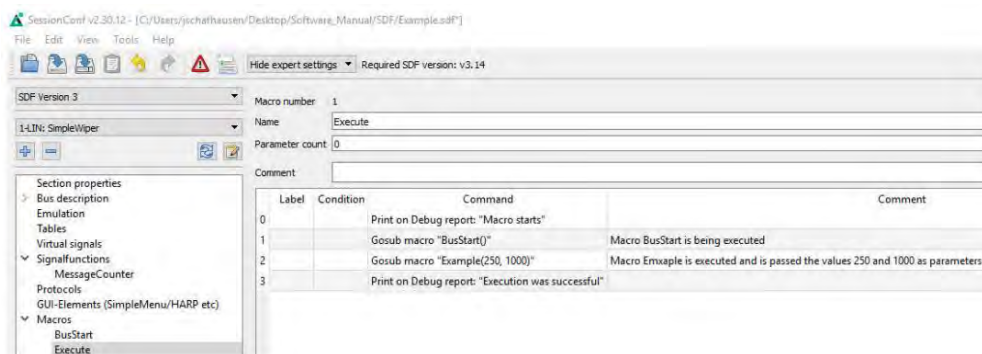 SessionConf v2.30.12 - [C:/Users/jschathausen/Desktop/Software_Manual/SDF/Example.sdf*]
File Edit View Tools Help
Hide expert settings Required SDF version: v3.14
SDF Version 3
1-LIN: SimpleWiper
Macro number 1
Name Execute
Parameter count 0
Comment
Section properties
Bus description
Emulation
Tables
Virtual signals
Signalfunctions
MessageCounter
Protocols
GUI-Elements (SimpleMenu/HARP etc)
Macros
BusStart
Execute
Label Condition Command Comment
0 Print on Debug report: "Macro starts"
1 Gosub macro "BusStart()" Macro BusStart is being executed
2 Gosub macro "Example(250, 1000)" Macro Emxaple is executed and is passed the values 250 and 1000 as parameters
3 Print on Debug report: "Execution was successful"